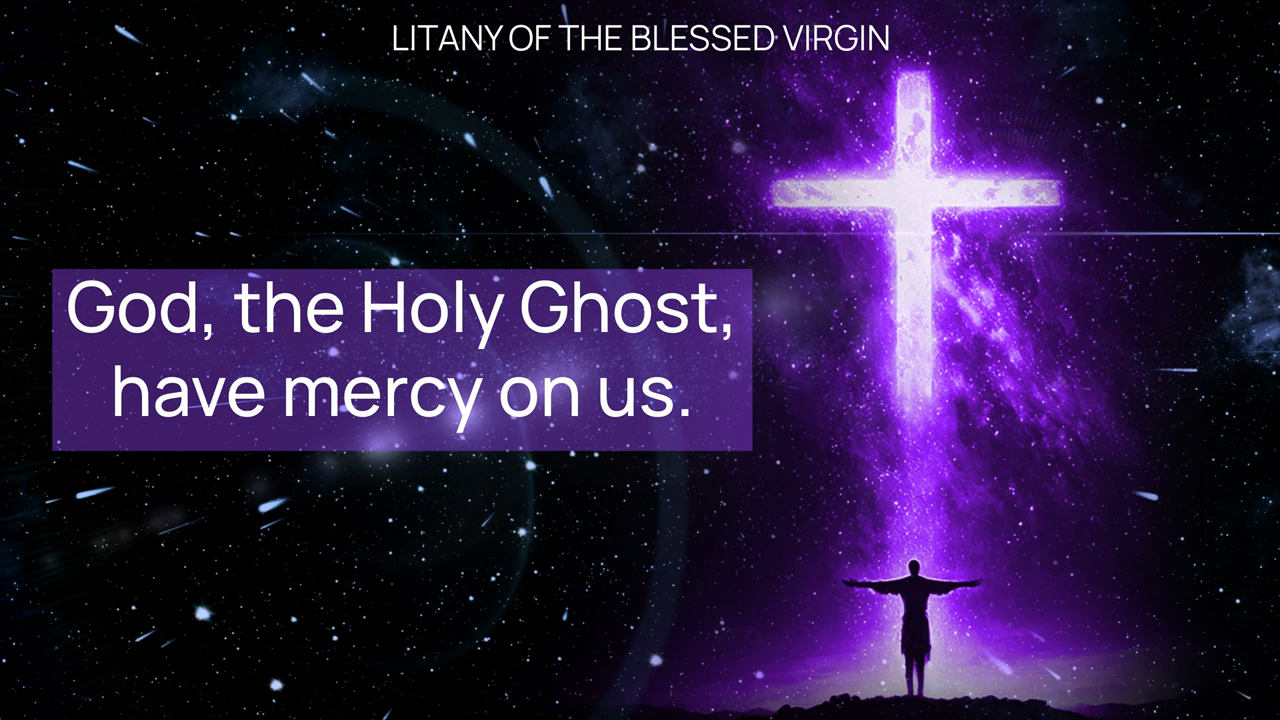 LITANY OF THE BLESSED VIRGIN
God, the Holy Ghost,
have mercy on us.